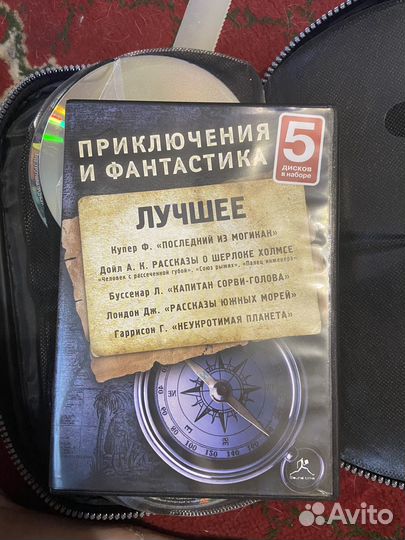 ПРИКЛЮЧЕНИЯ
И ФАНТАСТИКА
5
ДИСКОВ
В НАБОРЕ
ЛУЧШЕЕ
Купер Ф. «ПОСЛЕДНИЙ ИЗ МОГИКАН»
Дойл А. К. РАССКАЗЫ О ШЕРЛОКЕ ХОЛМСЕ
«Человек с рассеченной губой», «Союз рыжих», «Палец инженера»
Буссенар Л. «КАПИТАН СОРВИ-ГОЛОВА»
Лондон Дж. «РАССКАЗЫ ЮЖНЫХ МОРЕЙ»
Гаррисон Г. «НЕУКРОТИМАЯ ПЛАНЕТА»
Avito